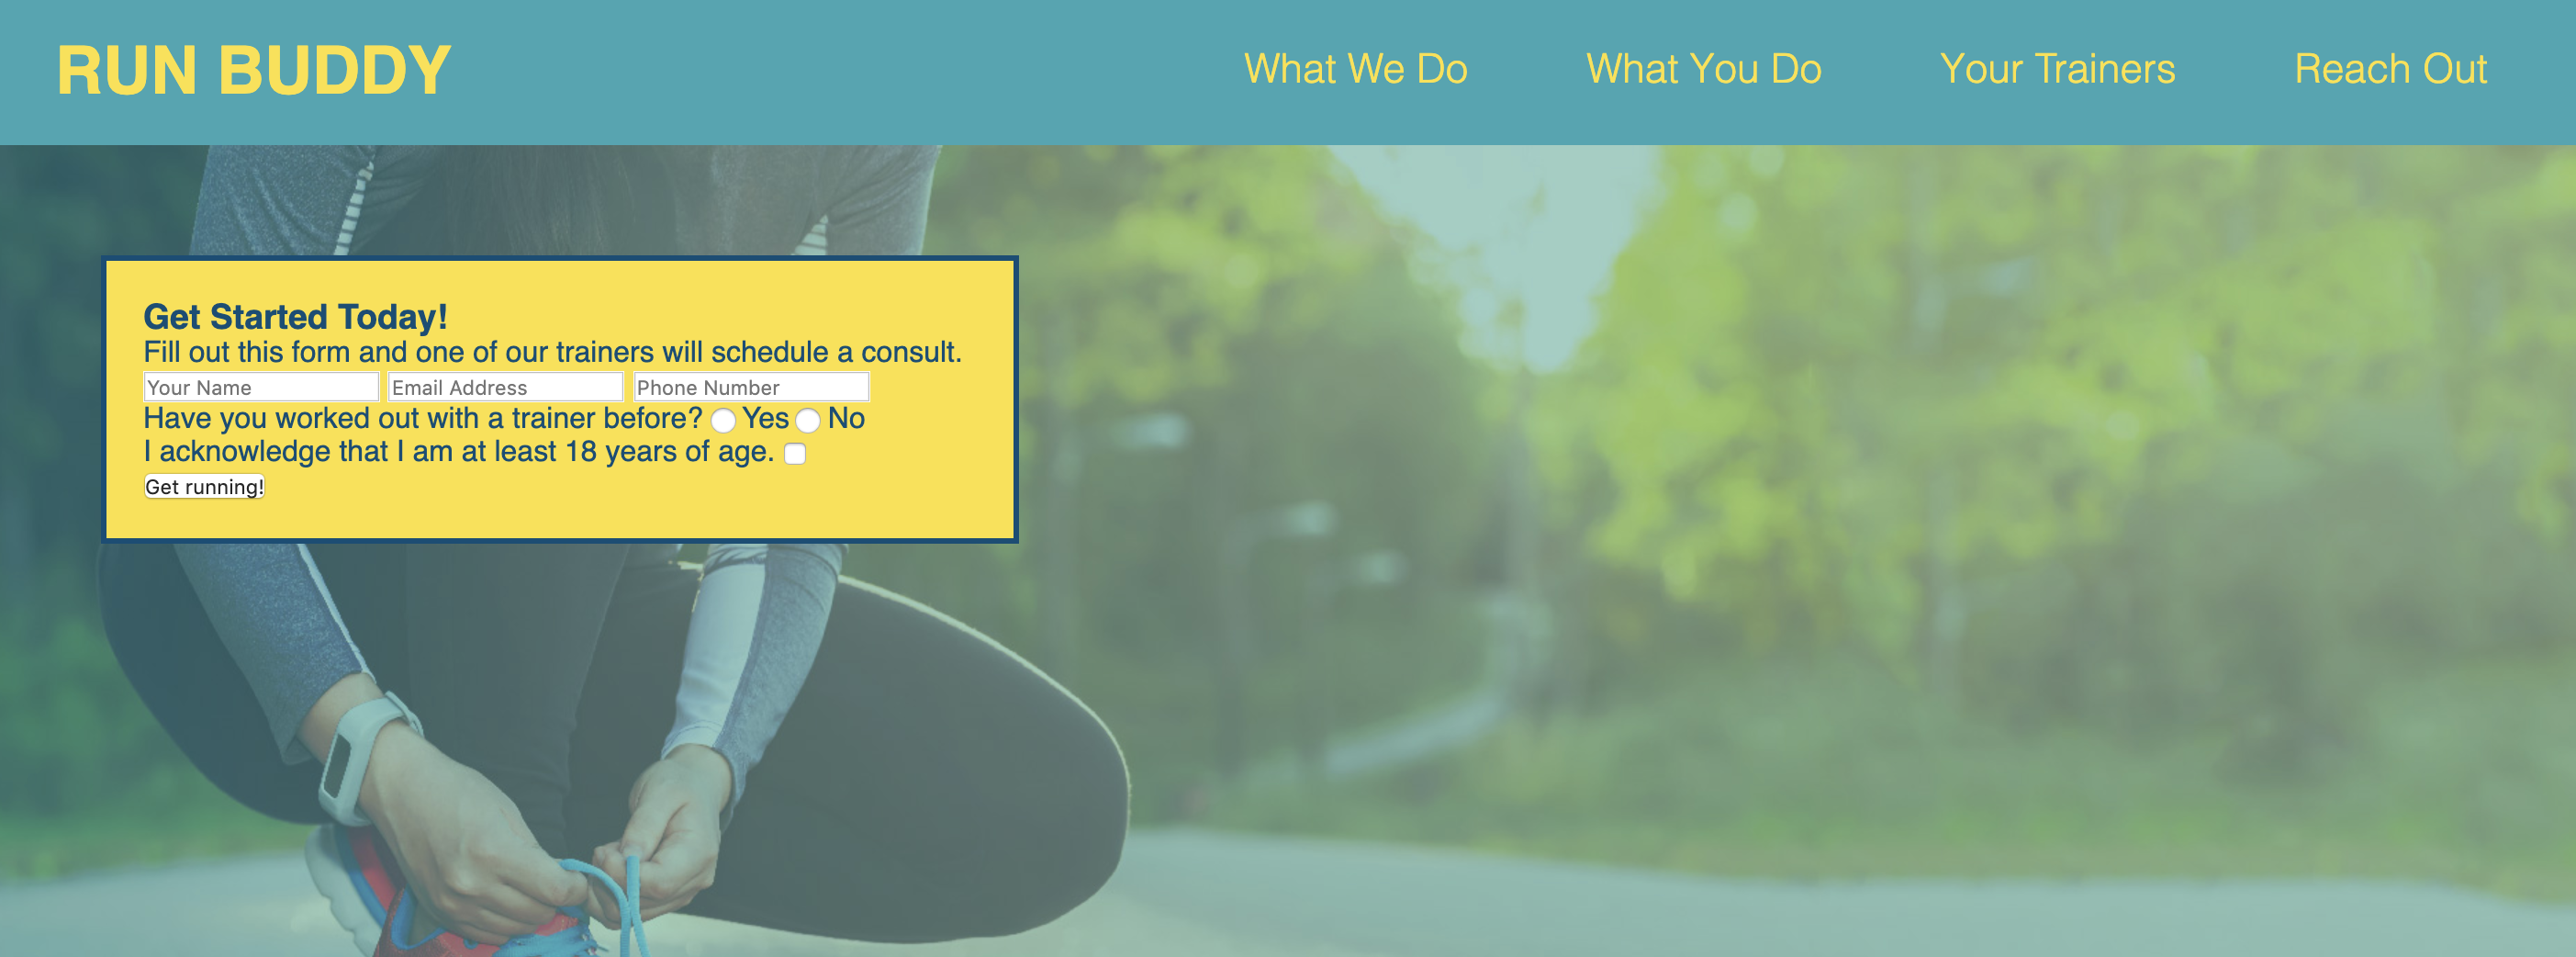 RUN BUDDY
What We Do What You Do Your Trainers Reach Out
Get Started Today!
Fill out this form and one of our trainers will schedule a consult.
Your Name Email Address Phone Number
Have you worked out with a trainer before? Yes No
I acknowledge that I am at least 18 years of age.
Get running!